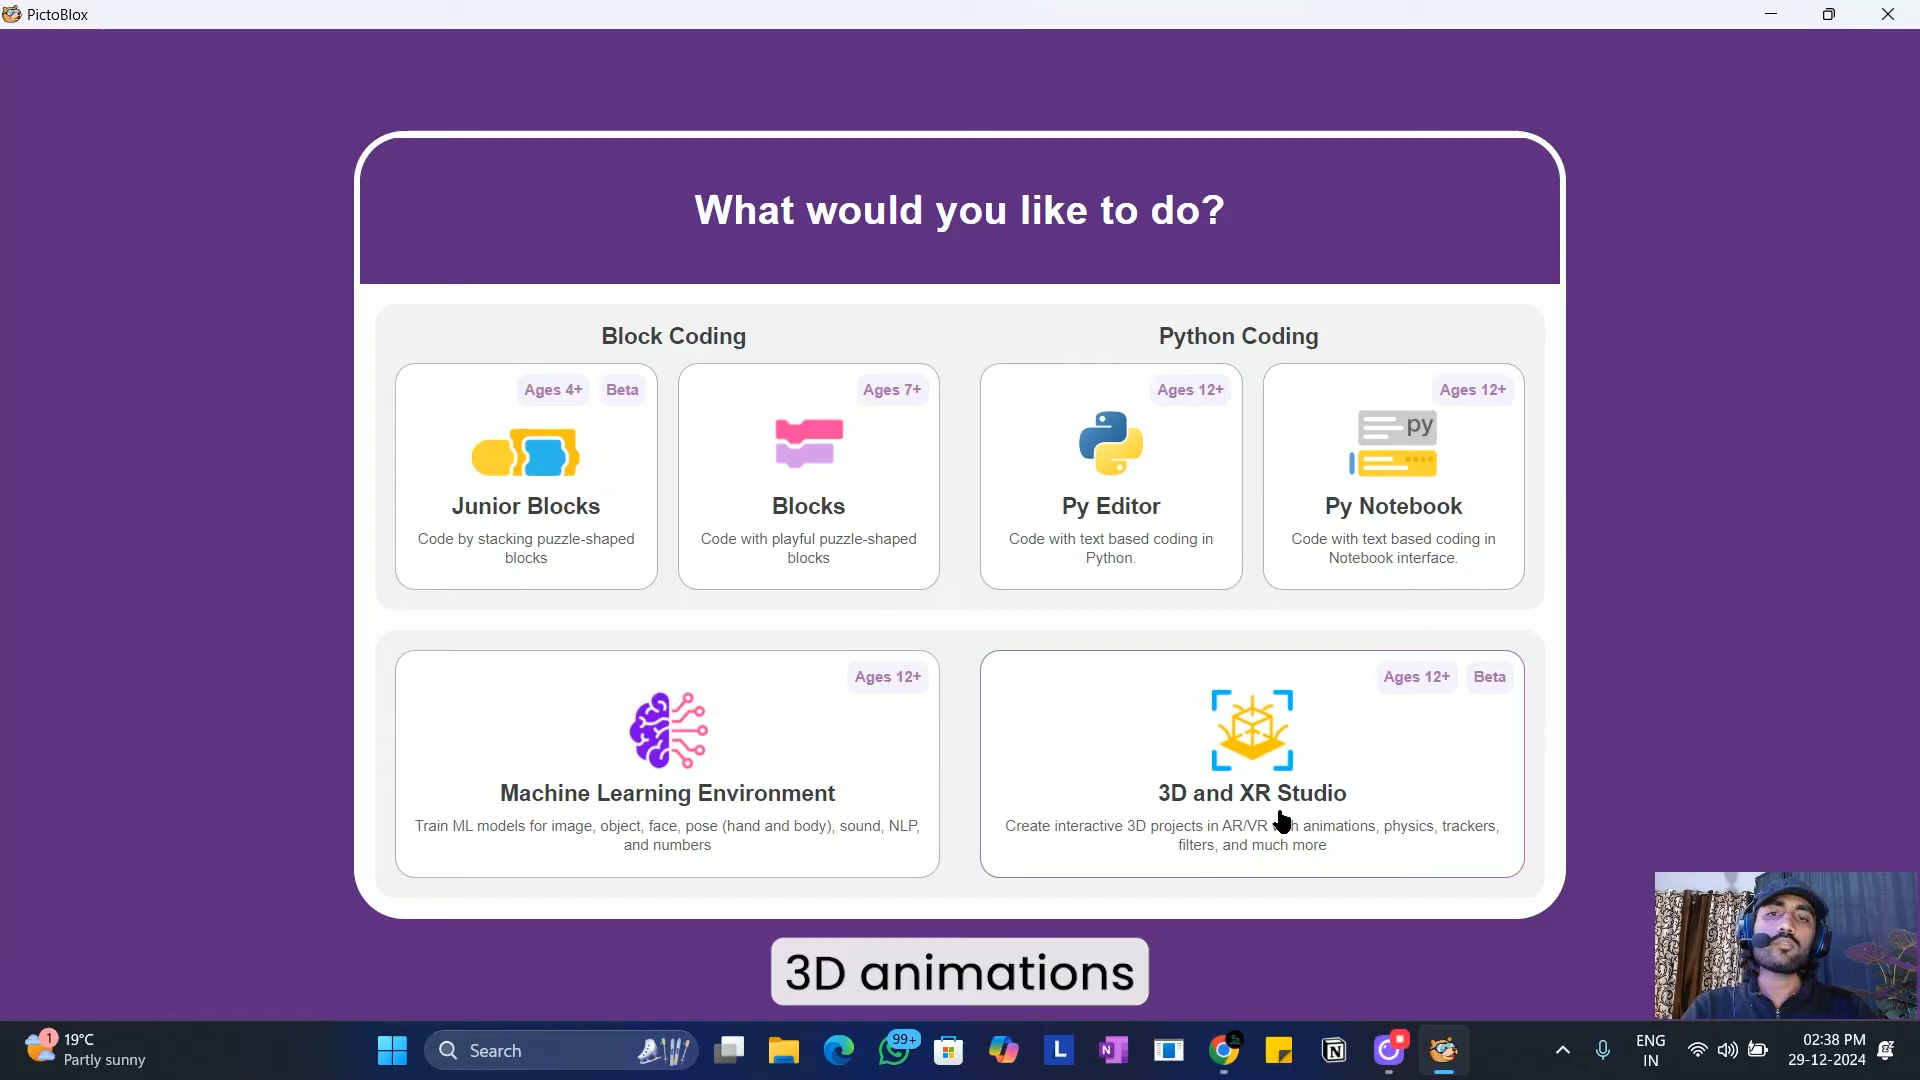 PictoBlox
What would you like to do?
Block Coding
Python Coding
Ages 4+
Beta
Junior Blocks
Code by stacking puzzle-shaped
blocks
Ages 7+
Blocks
Code with playful puzzle-shaped
blocks
Ages 12+
Py Editor
Code with text based coding in
Python.
Ages 12+
py
Py Notebook
Code with text based coding in
Notebook interface.
Ages 12+
Machine Learning Environment
Train ML models for image, object, face, pose (hand and body), sound, NLP,
and numbers
Ages 12+
Beta
3D and XR Studio
Create interactive 3D projects in AR/VR animations, physics, trackers,
filters, and much more
3D animations
1
19°C
Partly sunny
Search
99+
L
N
N
ENG
IN
02:38 PM
29-12-2024